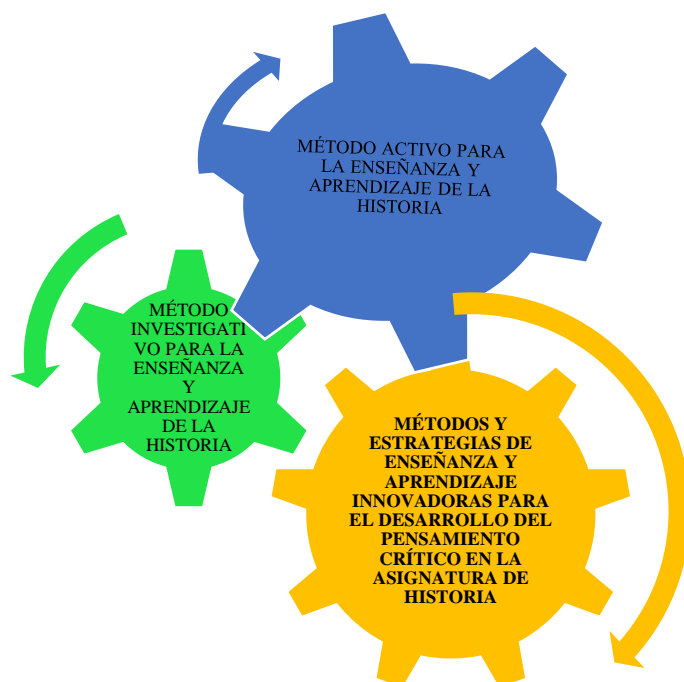 MÉTODO ACTIVO PARA
LA ENSEÑANZA Y
APRENDIZAJE DE LA
HISTORIA
MÉTODO
INVESTIGATI
VO PARA LA
ENSEÑANZA
Y
APRENDIZAJE
DE LA
HISTORIA
MÉTODOS Y
ESTRATEGIAS DE
ENSEÑANZA Y
APRENDIZAJE
INNOVADORAS PARA
EL DESARROLLO DEL
PENSAMIENTO
CRÍTICO EN LA
ASIGNATURA DE
HISTORIA